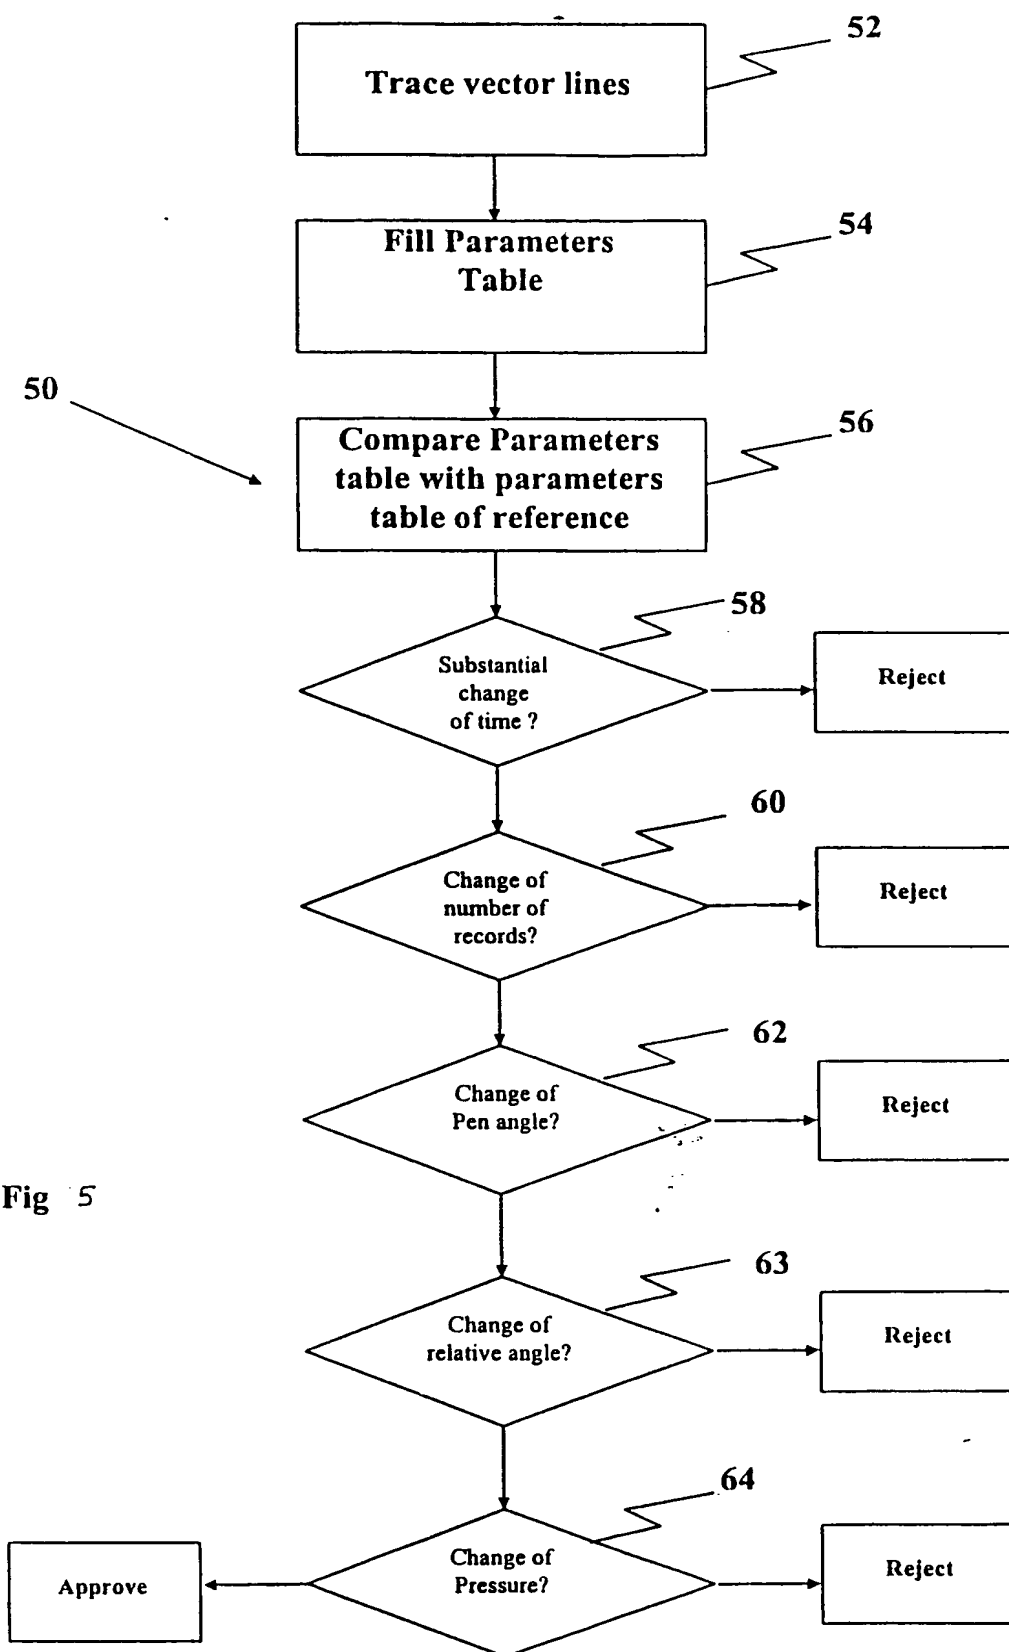 52
Trace vector lines
54
Fill Parameters
Table
50
56
Compare Parameters
table with parameters
table of reference
58
Substantial
change
of time ?
Reject
60
Change of
number of
records?
Reject
62
Change of
Pen angle?
Reject
Fig 5
63
Change of
relative angle?
Reject
64
Change of
Pressure?
Reject
Approve